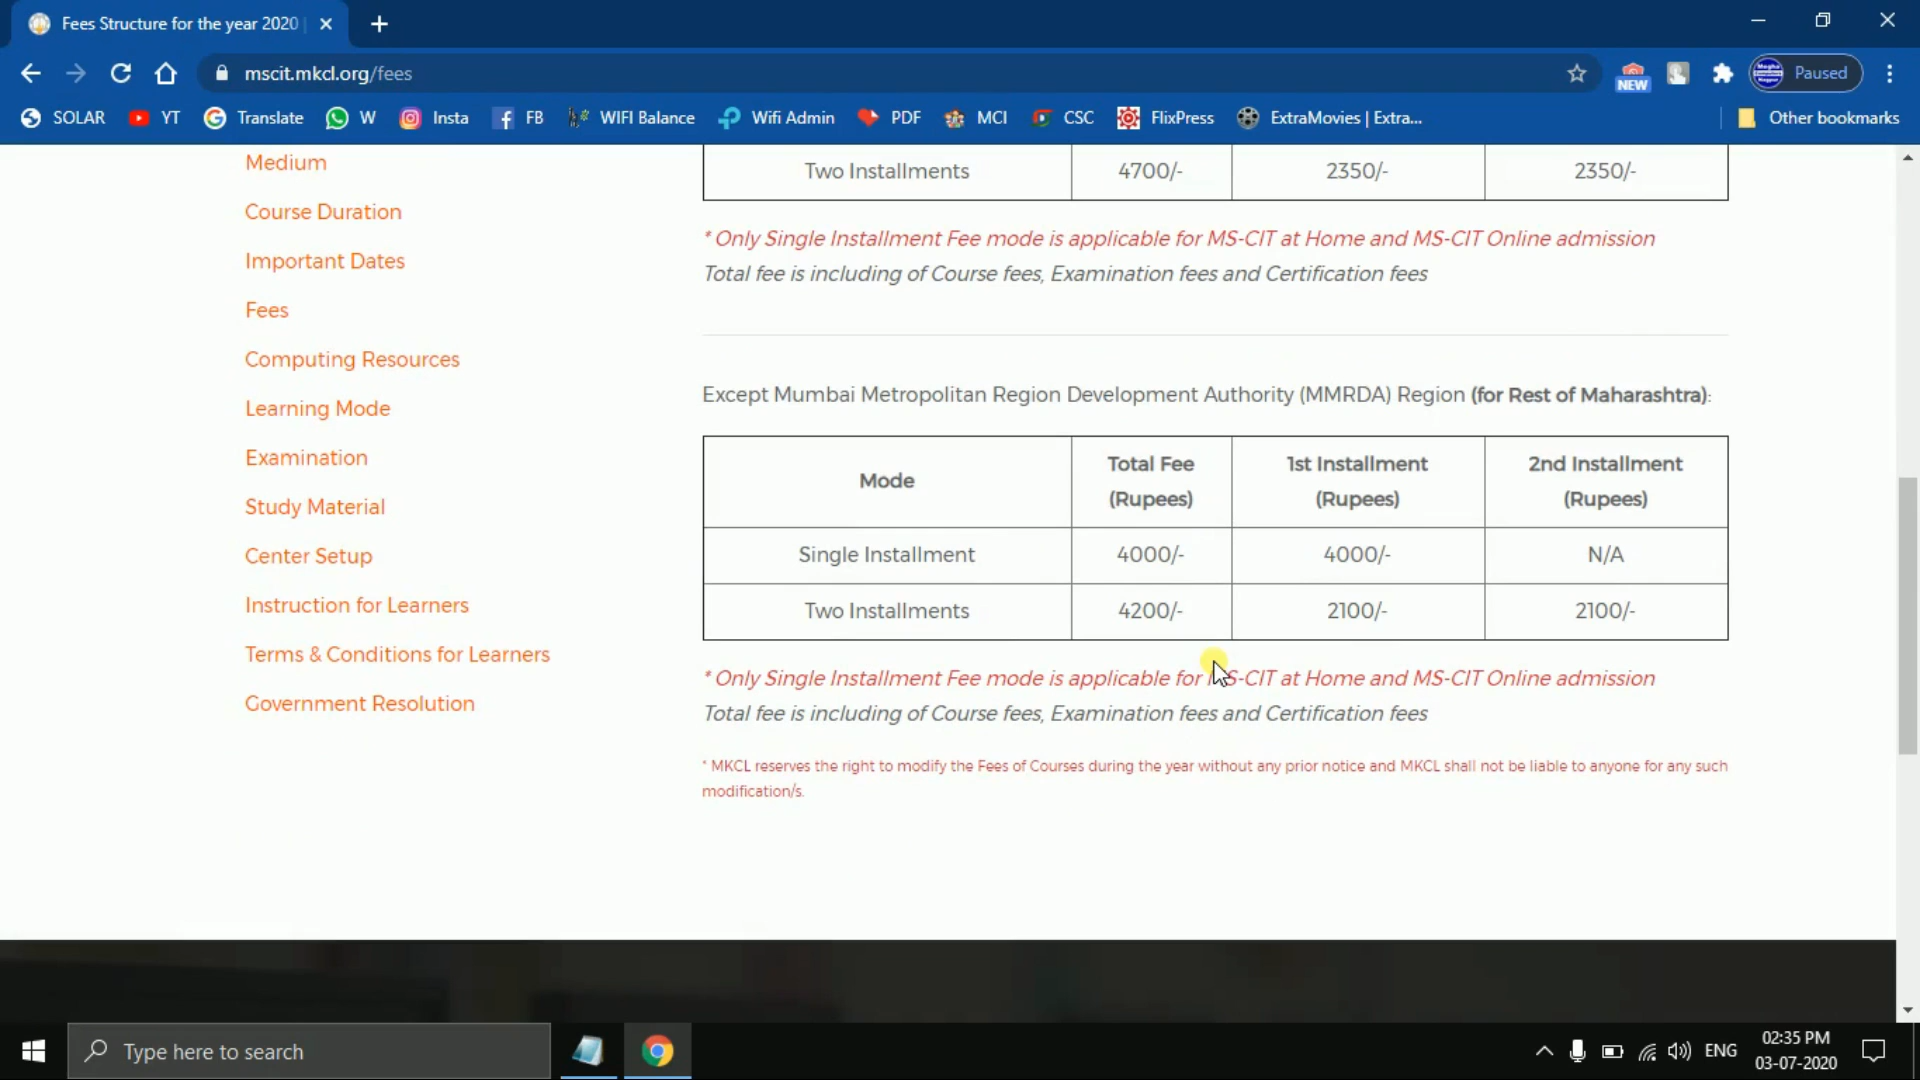 Fees Structure for the year 2020
mscit.mkcl.org/fees
NEW
Paused
SOLAR YT Translate W Insta FB WIFI Balance Wifi Admin PDF MCI CSC FlixPress ExtraMovies | Extra... Other bookmarks
Medium
Course Duration
Important Dates
Fees
Computing Resources
Learning Mode
Examination
Study Material
Center Setup
Instruction for Learners
Terms & Conditions for Learners
Government Resolution
Two Installments 4700/- 2350/- 2350/-
* Only Single Installment Fee mode is applicable for MS-CIT at Home and MS-CIT Online admission
Total fee is including of Course fees, Examination fees and Certification fees
Except Mumbai Metropolitan Region Development Authority (MMRDA) Region (for Rest of Maharashtra):
Mode Total Fee (Rupees) 1st Installment (Rupees) 2nd Installment (Rupees)
Single Installment 4000/- 4000/- N/A
Two Installments 4200/- 2100/- 2100/-
* Only Single Installment Fee mode is applicable for MS-CIT at Home and MS-CIT Online admission
Total fee is including of Course fees, Examination fees and Certification fees
* MKCL reserves the right to modify the Fees of Courses during the year without any prior notice and MKCL shall not be liable to anyone for any such
modification/s.
Type here to search
ENG
02:35 PM
03-07-2020